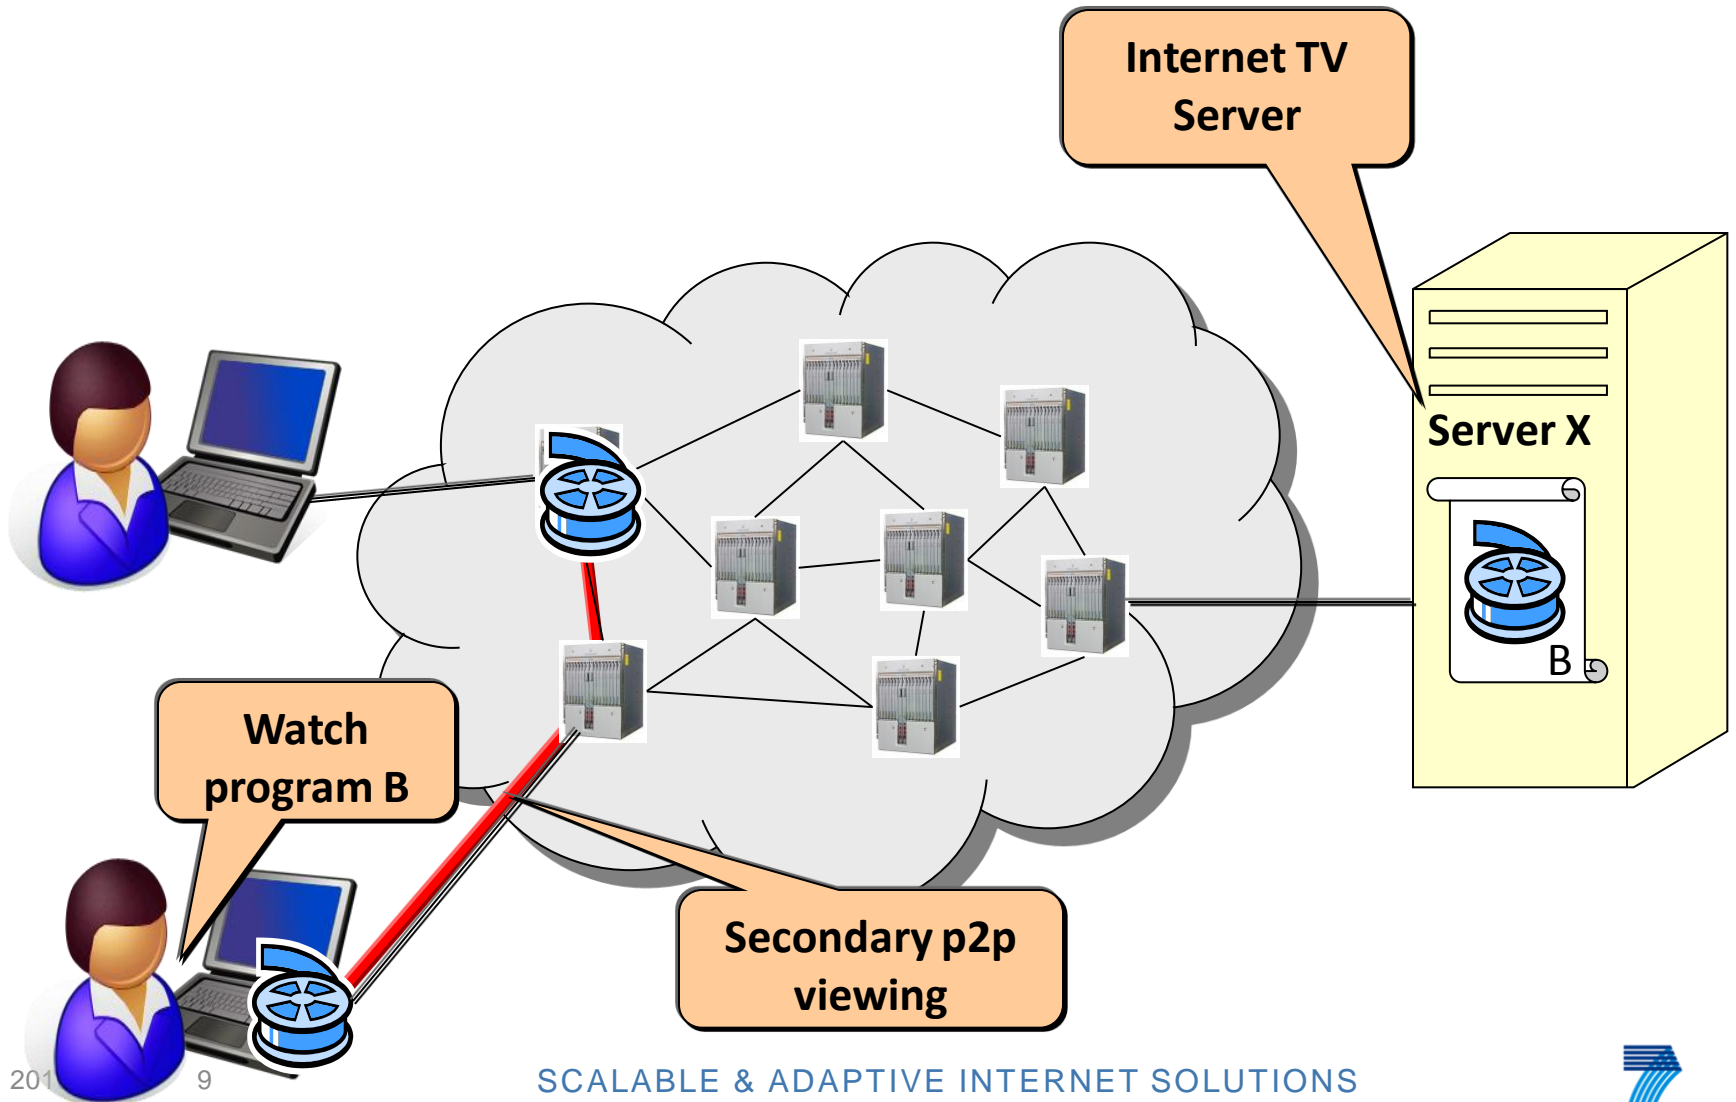 Internet TV
Server
Server X
B
Watch
program B
Secondary p2p
viewing
9
SCALABLE & ADAPTIVE INTERNET SOLUTIONS